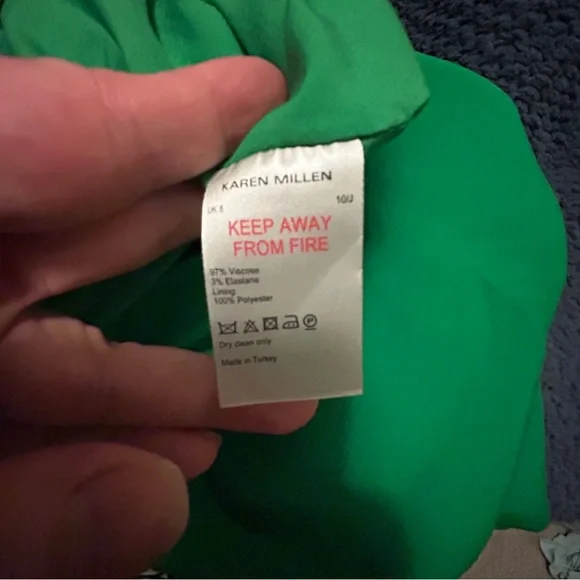 KAREN MILLEN
UK 8
10/J
KEEP AWAY
FROM FIRE
97% Viscose
3% Elastane
Lining
100% Polyester
P
Dry clean only
Made in Turkey